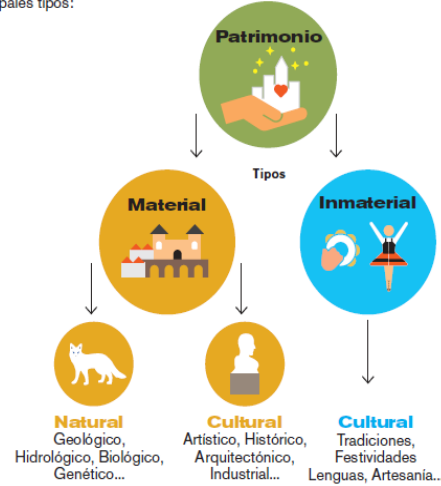 pales tipos:
Patrimonio
Tipos
Material
Inmaterial
Natural
Geológico,
Hidrológico, Biológico,
Genético...
Cultural
Artístico, Histórico,
Arquitectónico,
Industrial...
Cultural
Tradiciones,
Festividades
Lenguas, Artesanía..